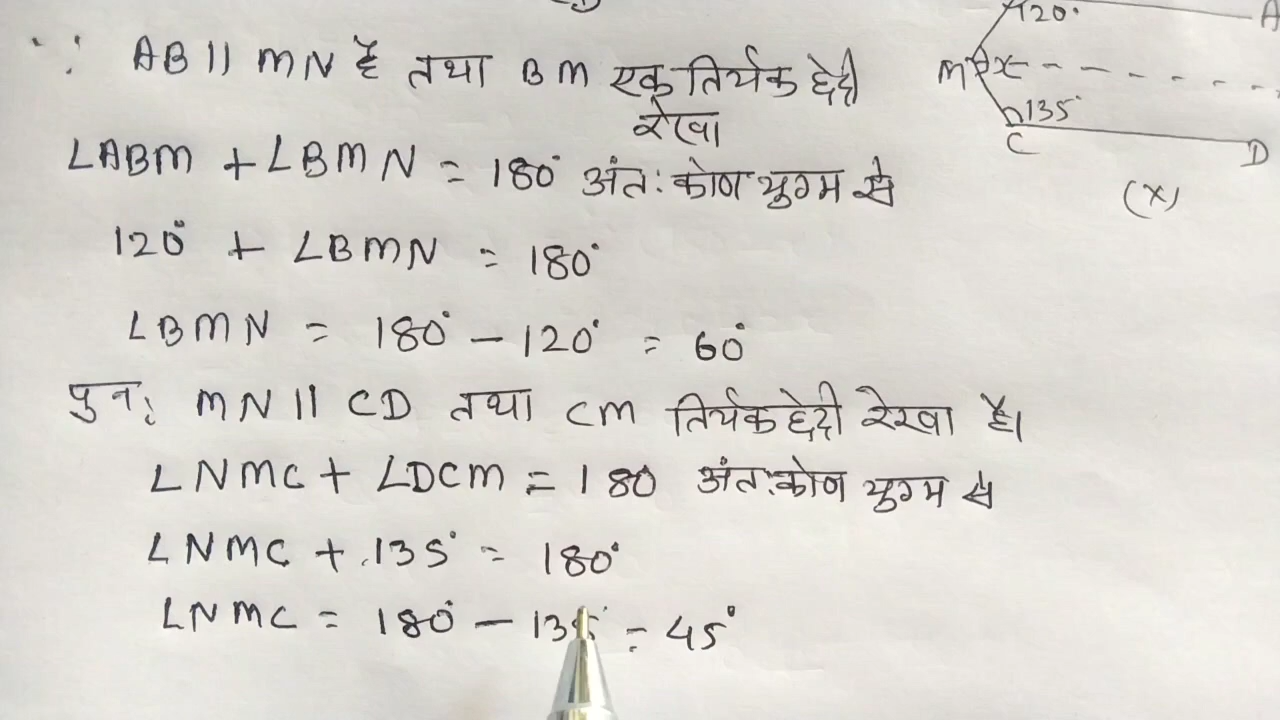 120° A
∵ AB || MN है तथा BM एक तिर्यक छेदी
रेखा
M x
135°
C D
(x)
∠ABM + ∠BMN = 180° अंतः कोण युग्म से
120° + ∠BMN = 180°
∠BMN = 180° - 120° = 60°
पुनः MN || CD तथा CM तिर्यक छेदी रेखा है।
∠NMC + ∠DCM = 180 अंतः कोण युग्म से
∠NMC + 135° = 180°
∠NMC = 180° - 135° = 45°